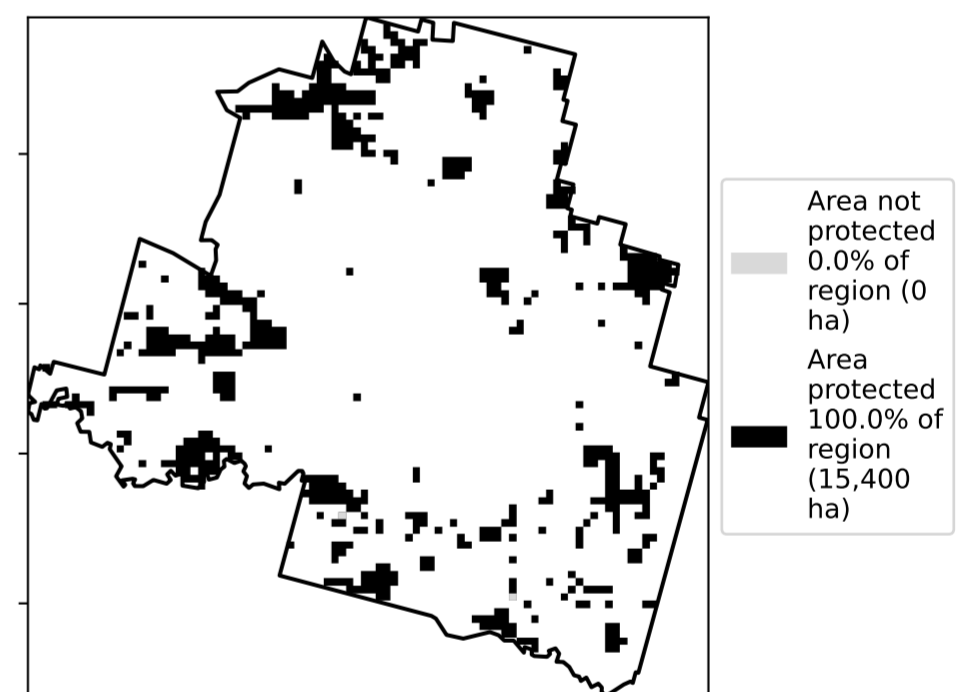 Area not
protected
0.0% of
region (0
ha)
Area
protected
100.0% of
region
(15,400
ha)